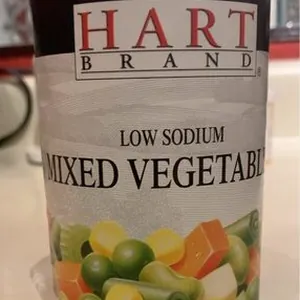 HART
BRAND®
LOW SODIUM
MIXED VEGETABL